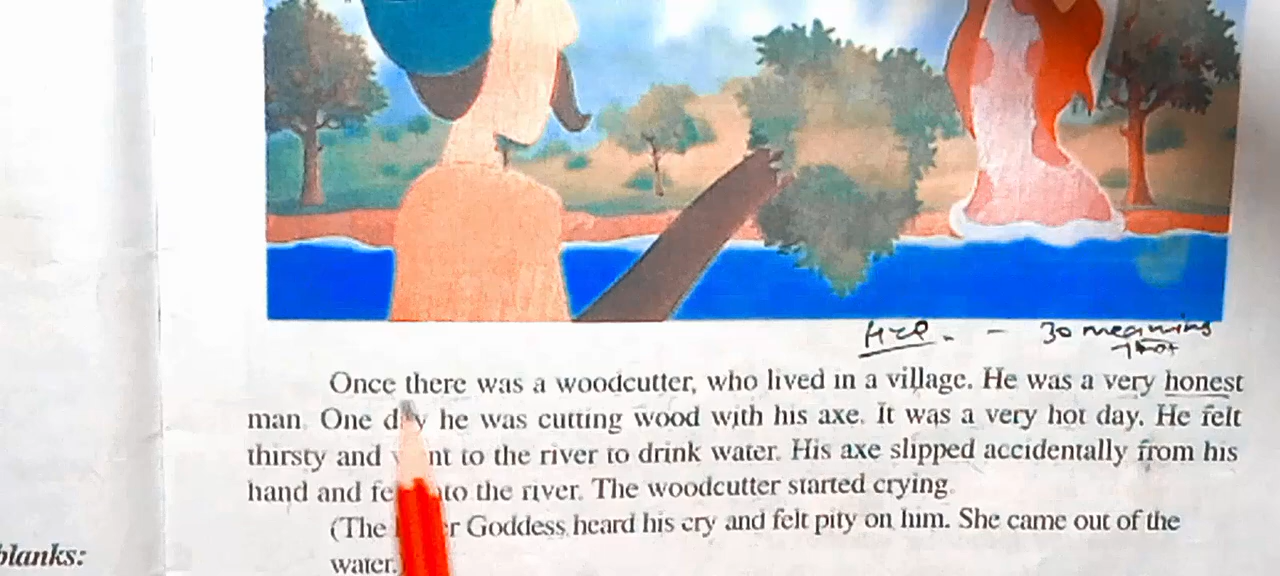 30 meaning
Once there was a woodcutter, who lived in a village. He was a very honest
man. One day he was cutting wood with his axe. It was a very hot day. He felt
thirsty and went to the river to drink water. His axe slipped accidentally from his
hand and fe to the river. The woodcutter started crying.
(The Goddess heard his cry and felt pity on him. She came out of the
water.)
blanks: